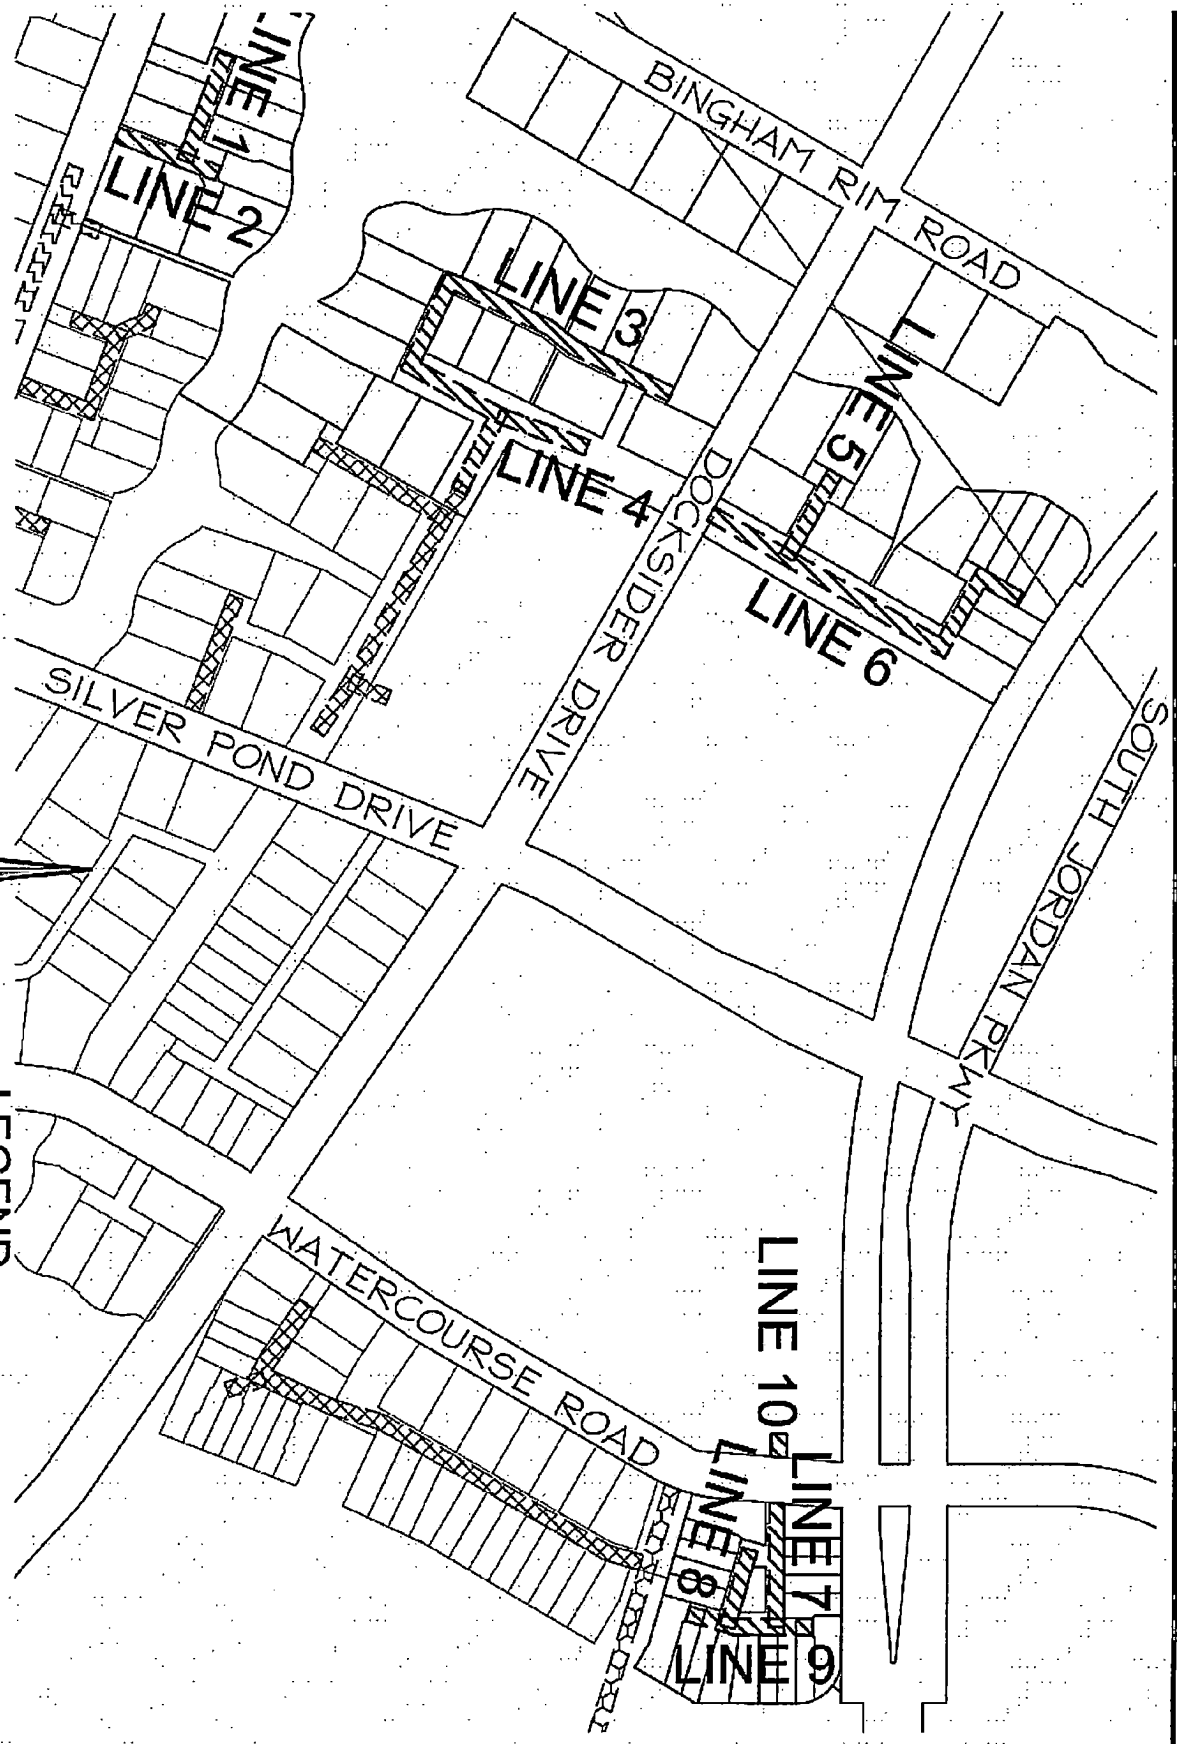 BINGHAM RIM ROAD
LINE 1
LINE 2
LINE 3
LINE 4
LINE 5
LINE 6
DOCKSIDER DRIVE
SOUTH JORDAN PKWY
SILVER POND DRIVE
LEGEND
WATERCOURSE ROAD
LINE 10
LINE 7
LINE 8
LINE 9